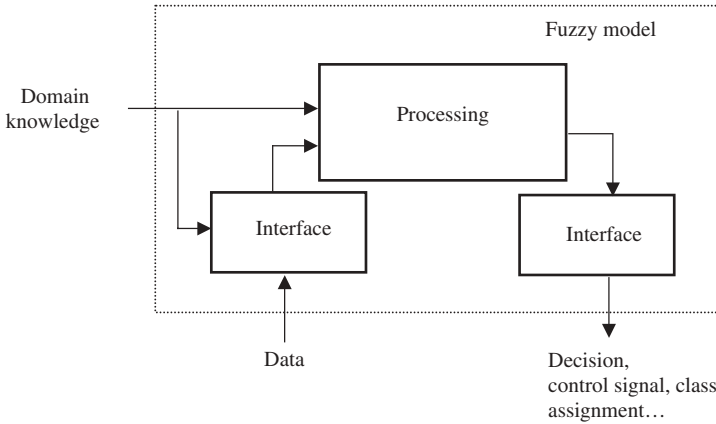 Fuzzy model
Domain
knowledge
Processing
Interface
Interface
Data
Decision,
control signal, class
assignment…